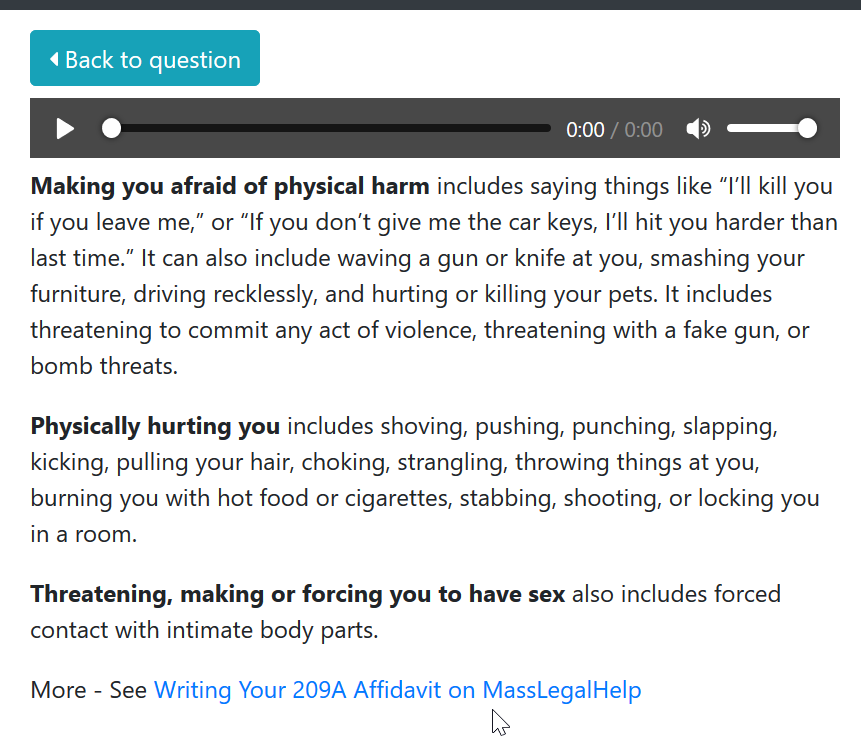 Back to question
0:00 / 0:00
Making you afraid of physical harm includes saying things like “I’ll kill you
if you leave me,” or “If you don’t give me the car keys, I’ll hit you harder than
last time.” It can also include waving a gun or knife at you, smashing your
furniture, driving recklessly, and hurting or killing your pets. It includes
threatening to commit any act of violence, threatening with a fake gun, or
bomb threats.
Physically hurting you includes shoving, pushing, punching, slapping,
kicking, pulling your hair, choking, strangling, throwing things at you,
burning you with hot food or cigarettes, stabbing, shooting, or locking you
in a room.
Threatening, making or forcing you to have sex also includes forced
contact with intimate body parts.
More - See Writing Your 209A Affidavit on MassLegalHelp